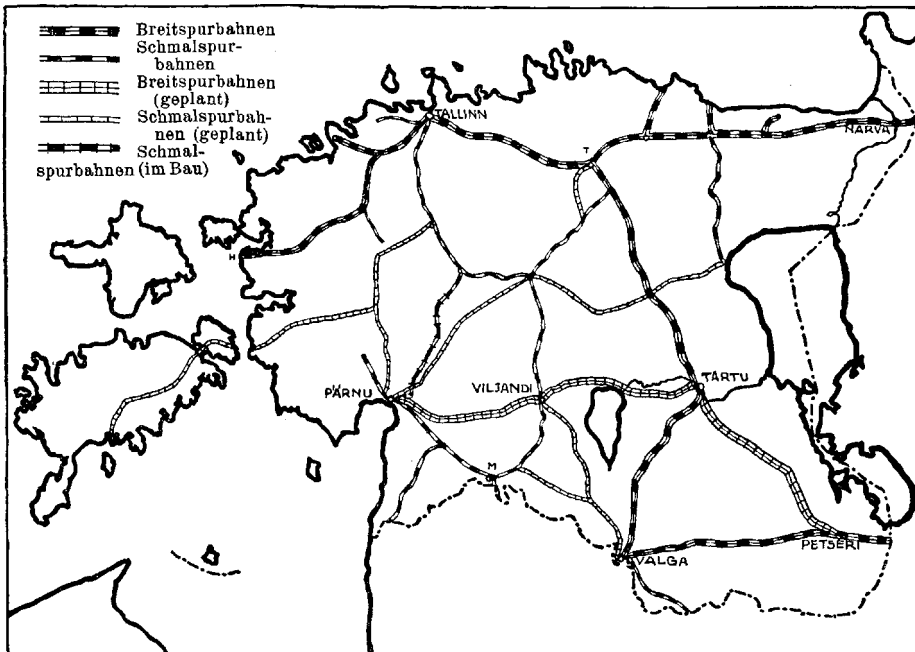 Breitspurbahnen
Schmalspur-
bahnen
Breitspurbahnen
(geplant)
Schmalspurbah-
nen (geplant)
Schmal-
spurbahnen (im Bau)
TALLINN
NARVA
T
H
PÄRNU
VILJANDI
TARTU
M
PETSERI
VALGA